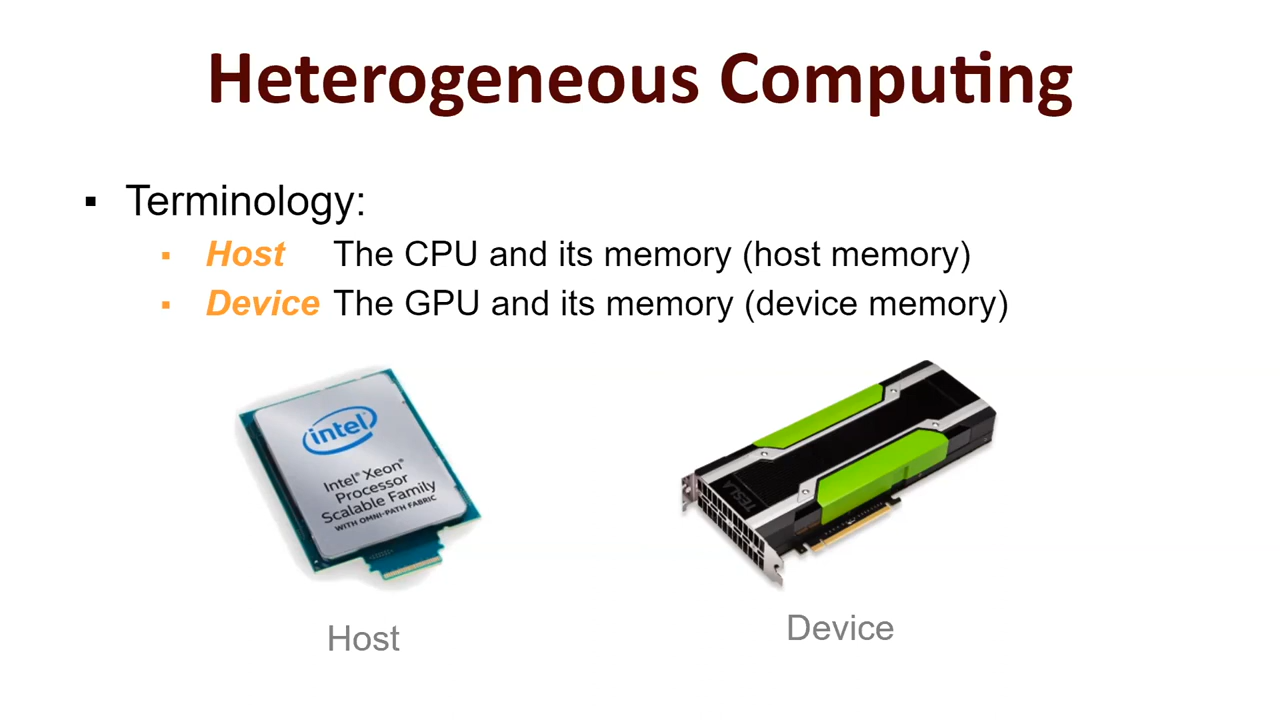 Heterogeneous Computing
▪ Terminology:
▪ Host The CPU and its memory (host memory)
▪ Device The GPU and its memory (device memory)
intel
Intel® Xeon®
Processor
Scalable Family
WITH OMNI-PATH FABRIC
TESLA
Host
Device